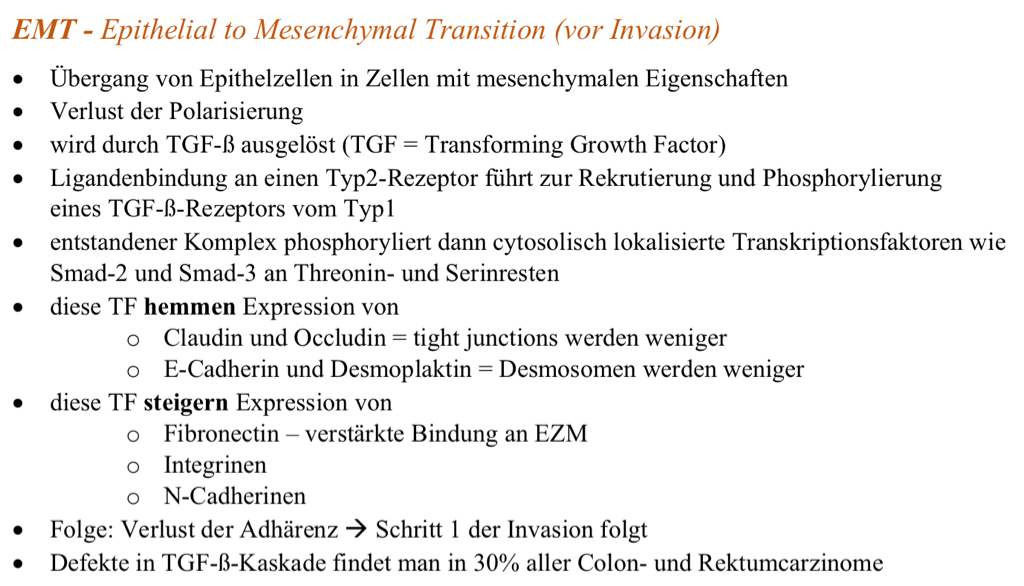 EMT - Epithelial to Mesenchymal Transition (vor Invasion)
• Übergang von Epithelzellen in Zellen mit mesenchymalen Eigenschaften
• Verlust der Polarisierung
• wird durch TGF-ß ausgelöst (TGF = Transforming Growth Factor)
• Ligandenbindung an einen Typ2-Rezeptor führt zur Rekrutierung und Phosphorylierung
eines TGF-ß-Rezeptors vom Typ1
• entstandener Komplex phosphoryliert dann cytosolisch lokalisierte Transkriptionsfaktoren wie
Smad-2 und Smad-3 an Threonin- und Serinresten
• diese TF hemmen Expression von
o Claudin und Occludin = tight junctions werden weniger
o E-Cadherin und Desmoplaktin = Desmosomen werden weniger
• diese TF steigern Expression von
o Fibronectin – verstärkte Bindung an EZM
o Integrinen
o N-Cadherinen
• Folge: Verlust der Adhärenz → Schritt 1 der Invasion folgt
• Defekte in TGF-ß-Kaskade findet man in 30% aller Colon- und Rektumcarzinome